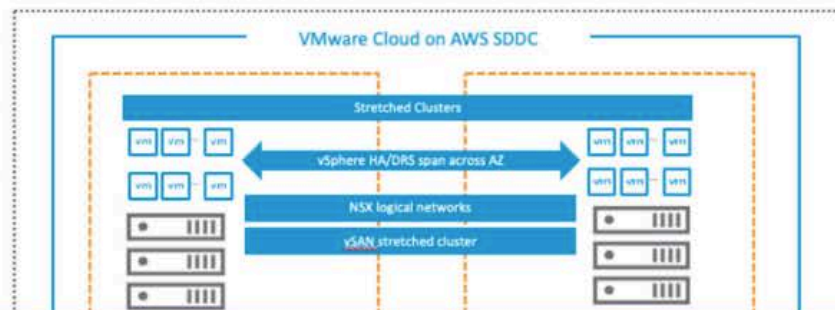 VMware Cloud on AWS SDDC
Stretched Clusters
vm vm vm vm vm vm
vSphere HA/DRS span across AZ
vm vm vm vm vm vm
NSX logical networks
vSAN stretched cluster